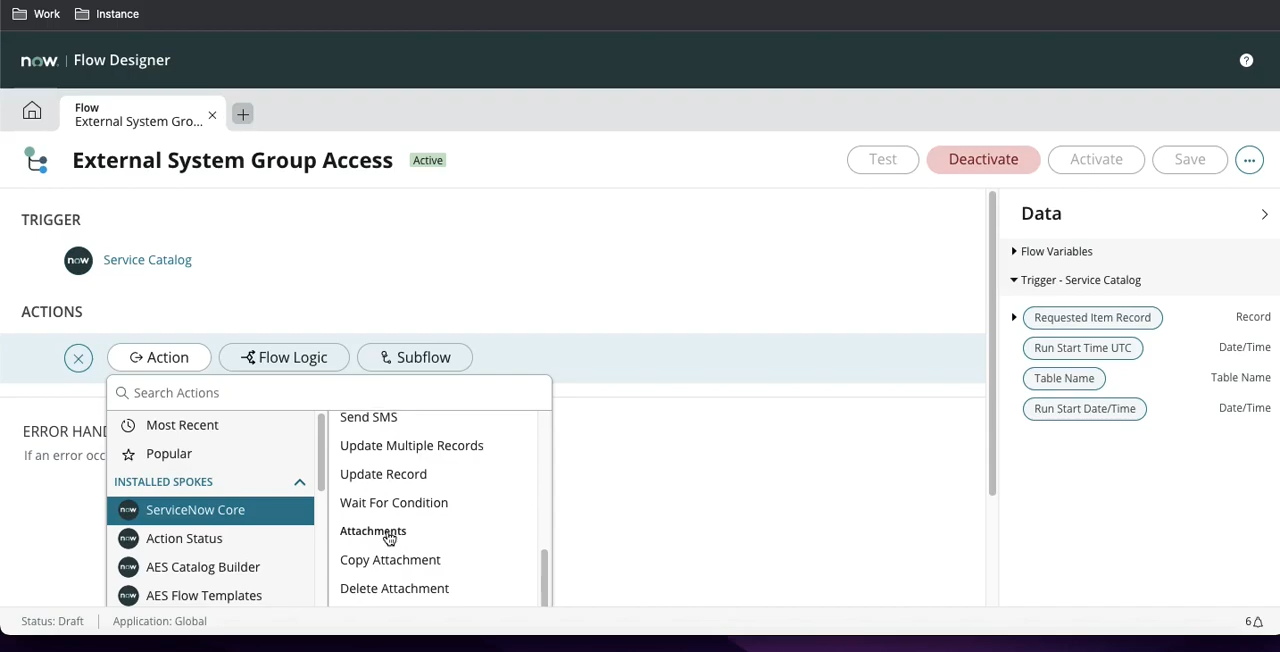 Work Instance
now. | Flow Designer
Flow
External System Gro...
External System Group Access Active Test Deactivate Activate Save
TRIGGER
now Service Catalog
ACTIONS
Action Flow Logic Subflow
Search Actions
ERROR HAND
If an error occ
Most Recent
Popular
INSTALLED SPOKES
now ServiceNow Core
now Action Status
now AES Catalog Builder
now AES Flow Templates
Send SMS
Update Multiple Records
Update Record
Wait For Condition
Attachments
Copy Attachment
Delete Attachment
Data
Flow Variables
Trigger - Service Catalog
Requested Item Record Record
Run Start Time UTC Date/Time
Table Name Table Name
Run Start Date/Time Date/Time
Status: Draft | Application: Global 6